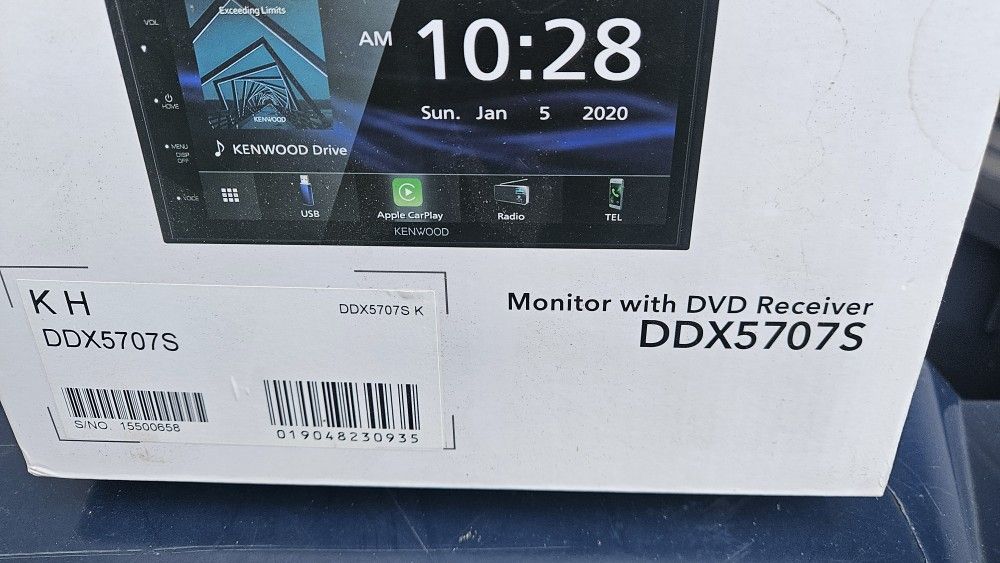 Exceeding Limits
VOL
AM 10:28
Sun. Jan 5 2020
KENWOOD
HOME
♪ KENWOOD Drive
MENU
DISP
OFF
USB
Apple CarPlay
Radio
TEL
KENWOOD
K H
DDX5707S K
DDX5707S
S/NO. 15500658
019048230935
Monitor with DVD Receiver
DDX5707S